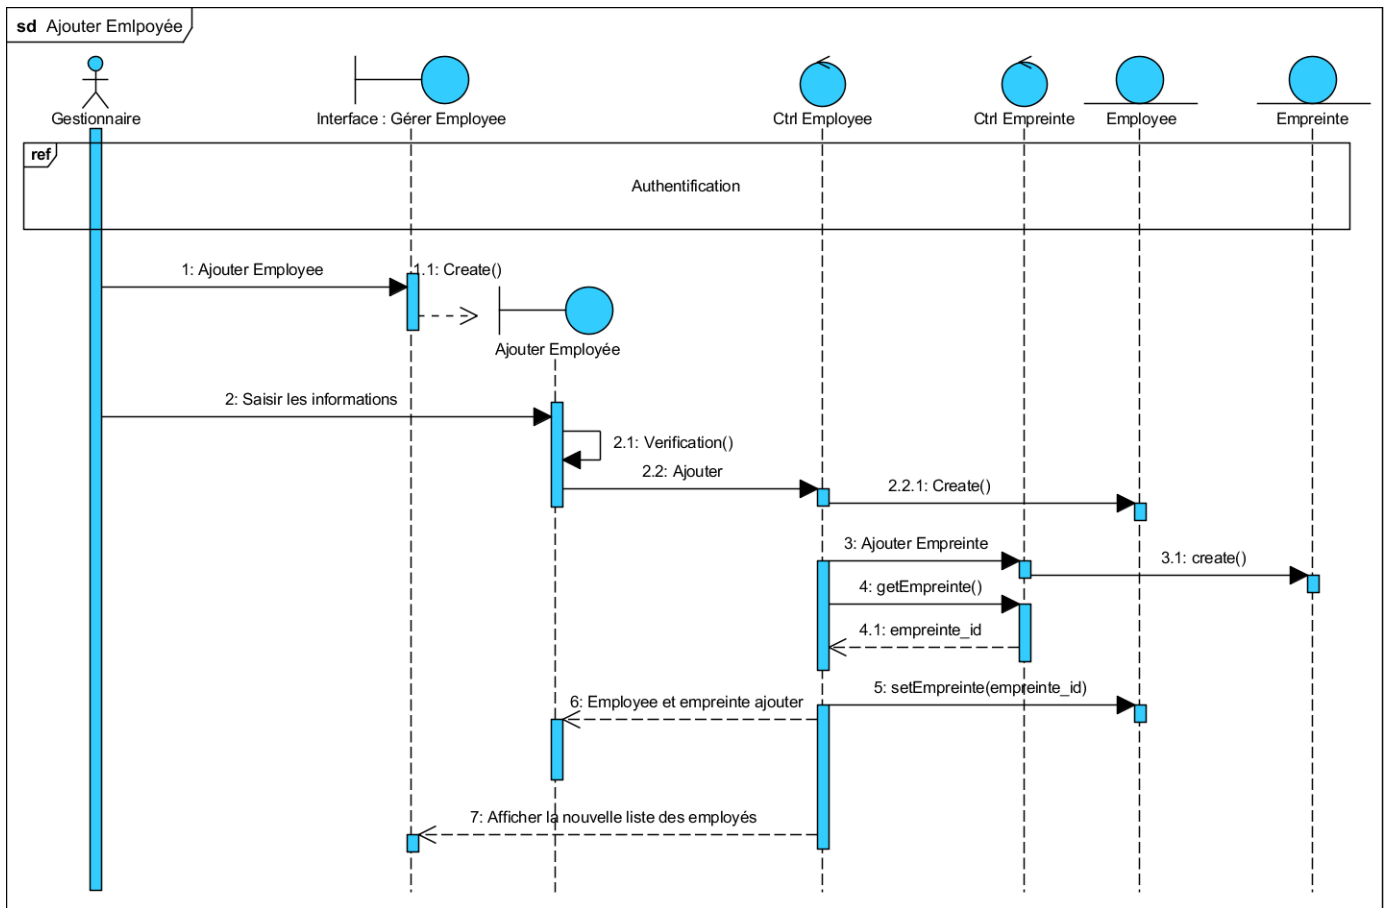 sd Ajouter Emlpoyée
Gestionnaire
Interface : Gérer Employee
Ctrl Employee
Ctrl Empreinte
Employee
Empreinte
ref
Authentification
1: Ajouter Employee
1.1: Create()
Ajouter Employée
2: Saisir les informations
2.1: Verification()
2.2: Ajouter
2.2.1: Create()
3: Ajouter Empreinte
3.1: create()
4: getEmpreinte()
4.1: empreinte_id
5: setEmpreinte(empreinte_id)
6: Employee et empreinte ajouter
7: Afficher la nouvelle liste des employés